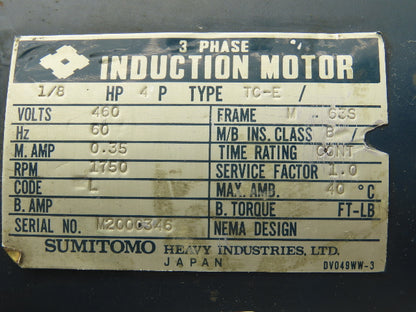 3 PHASE
INDUCTION MOTOR
1/8 HP 4 P TYPE TC-E /
VOLTS 460 FRAME M 63S
Hz 60 M/B INS. CLASS B /
M. AMP 0.35 TIME RATING CONT
RPM 1750 SERVICE FACTOR 1.0
CODE L MAX. AMB. 40 °C
B. AMP B. TORQUE FT-LB
SERIAL NO. M2000346 NEMA DESIGN
SUMITOMO HEAVY INDUSTRIES, LTD.
JAPAN DV049WW-3